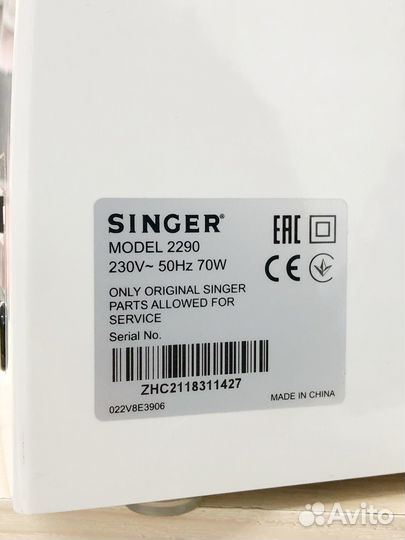 SINGER®
MODEL 2290
230V~ 50Hz 70W
EAC
CE
ONLY ORIGINAL SINGER
PARTS ALLOWED FOR
SERVICE
Serial No.
ZHC2118311427
022V8E3906
MADE IN CHINA
Avito